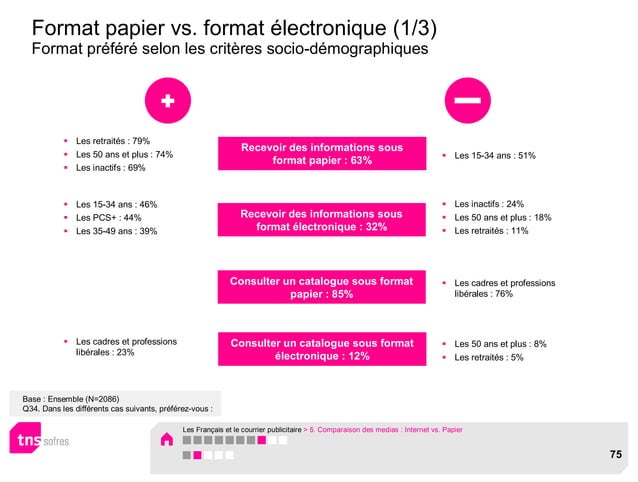 Format papier vs. format électronique (1/3)
Format préféré selon les critères socio-démographiques
Les retraités : 79%
Les 50 ans et plus : 74%
Les inactifs : 69%
Recevoir des informations sous
format papier : 63%
Les 15-34 ans : 51%
Les 15-34 ans : 46%
Les PCS+ : 44%
Les 35-49 ans : 39%
Recevoir des informations sous
format électronique : 32%
Les inactifs : 24%
Les 50 ans et plus : 18%
Les retraités : 11%
Consulter un catalogue sous format
papier : 85%
Les cadres et professions
libérales : 76%
Les cadres et professions
libérales : 23%
Consulter un catalogue sous format
électronique : 12%
Les 50 ans et plus : 8%
Les retraités : 5%
Base : Ensemble (N=2086)
Q34. Dans les différents cas suivants, préférez-vous :
Les Français et le courrier publicitaire > 5. Comparaison des medias : Internet vs. Papier
tns sofres
75